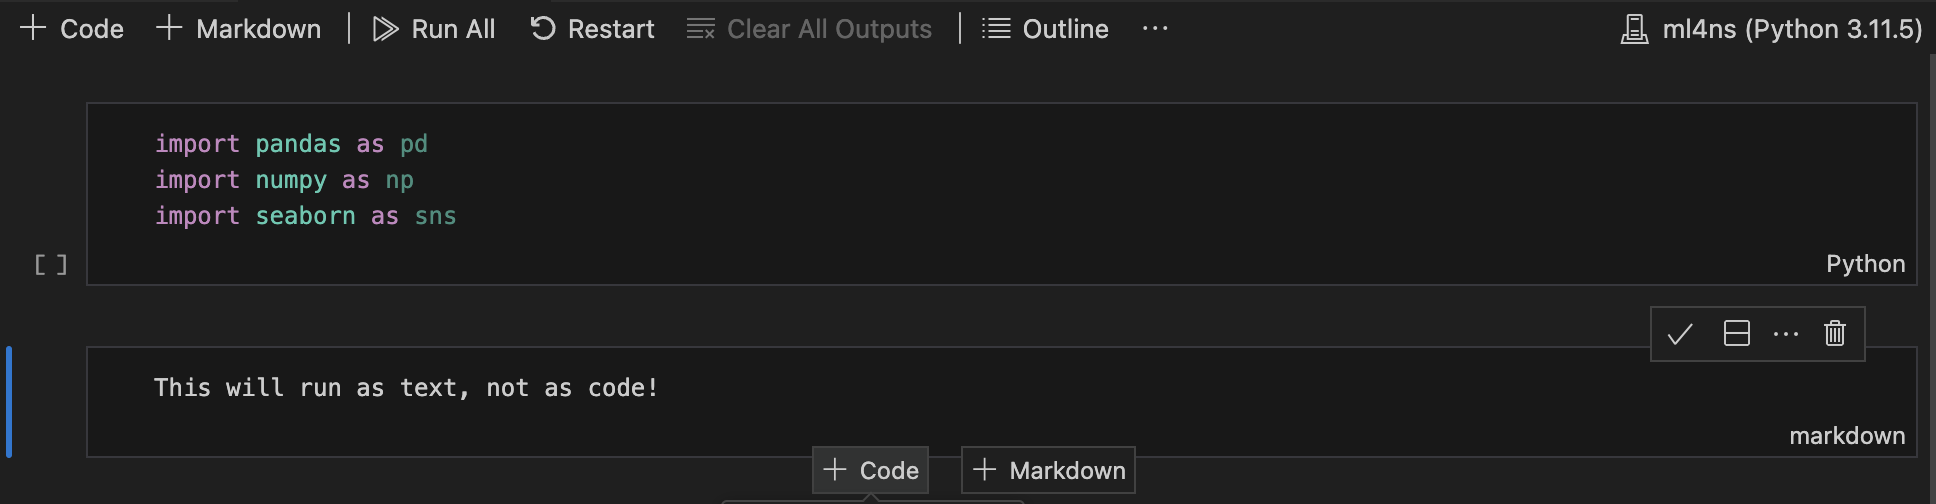 + Code + Markdown | Run All Restart Clear All Outputs | Outline ... ml4ns (Python 3.11.5)
import pandas as pd
import numpy as np
import seaborn as sns
[ ]
Python
This will run as text, not as code!
markdown
+ Code + Markdown